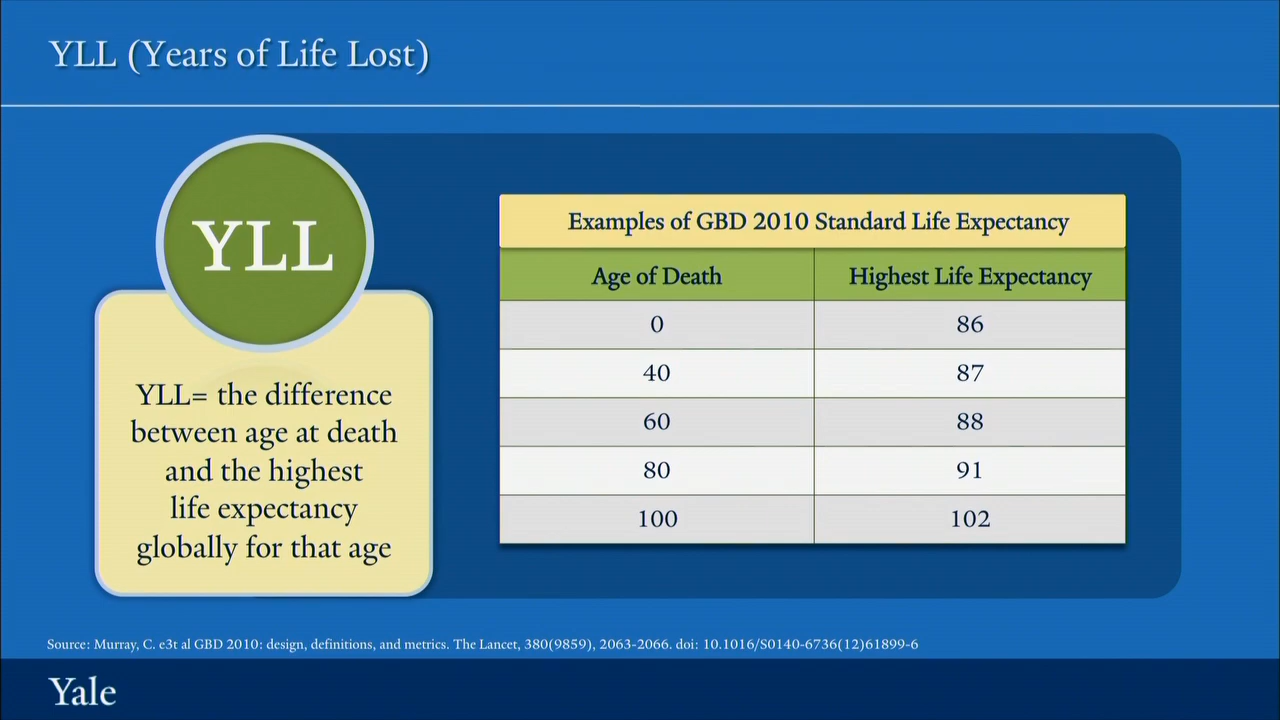 YLL (Years of Life Lost)
YLL
YLL= the difference
between age at death
and the highest
life expectancy
globally for that age
Examples of GBD 2010 Standard Life Expectancy
Age of Death Highest Life Expectancy
0 86
40 87
60 88
80 91
100 102
Source: Murray, C. e3t al GBD 2010: design, definitions, and metrics. The Lancet, 380(9859), 2063-2066. doi: 10.1016/S0140-6736(12)61899-6
Yale